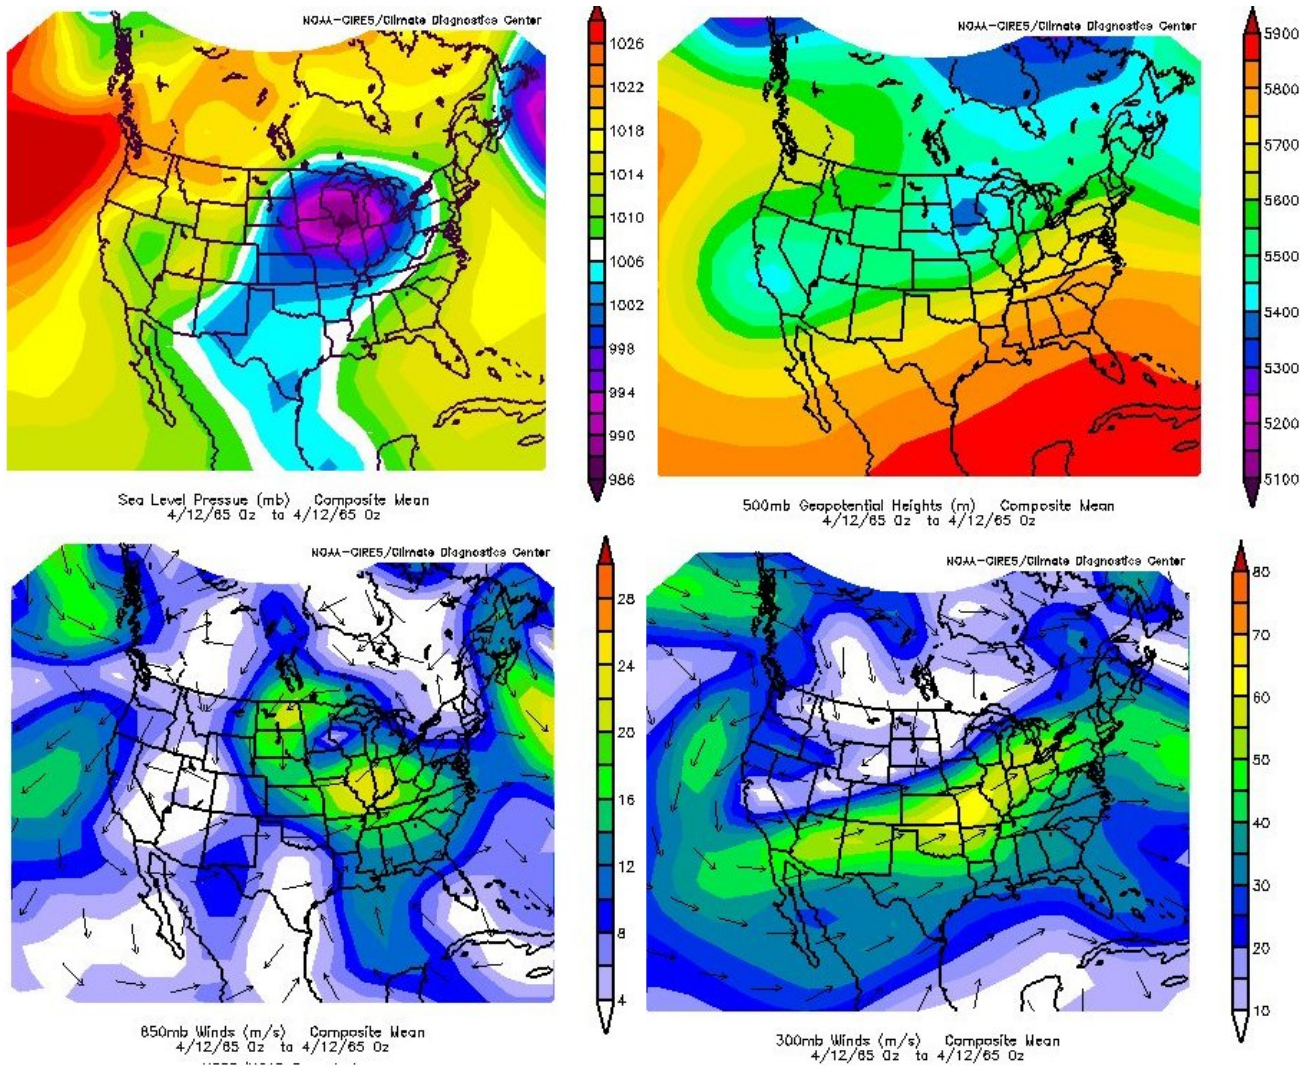 NOAA-CIRES/Climate Diagnostics Center
1026
1022
1018
1014
1010
1006
1002
998
994
990
986
Sea Level Pressue (mb) Composite Mean
4/12/65 0z to 4/12/65 0z
NOAA-CIRES/Climate Diagnostics Center
5900
5800
5700
5600
5500
5400
5300
5200
5100
500mb Geopotential Heights (m) Composite Mean
4/12/65 0z to 4/12/65 0z
NOAA-CIRES/Climate Diagnostics Center
28
24
20
16
12
8
4
850mb Winds (m/s) Composite Mean
4/12/65 0z to 4/12/65 0z
NOAA-CIRES/Climate Diagnostics Center
80
70
60
50
40
30
20
10
300mb Winds (m/s) Composite Mean
4/12/65 0z to 4/12/65 0z